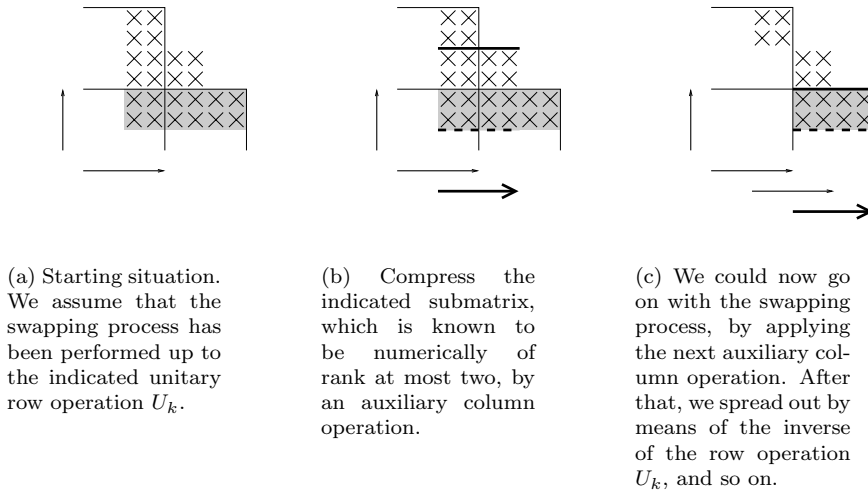 (a) Starting situation.
We assume that the
swapping process has
been performed up to
the indicated unitary
row operation U_k.
(b) Compress the
indicated submatrix,
which is known to
be numerically of
rank at most two, by
an auxiliary column
operation.
(c) We could now go
on with the swapping
process, by applying
the next auxiliary col-
umn operation. After
that, we spread out by
means of the inverse
of the row operation
U_k, and so on.